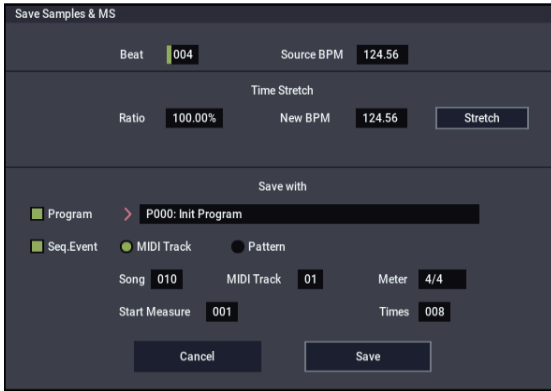 Save Samples & MS
Beat 004 Source BPM 124.56
Time Stretch
Ratio 100.00% New BPM 124.56 Stretch
Save with
Program P000: Init Program
Seq.Event MIDI Track Pattern
Song 010 MIDI Track 01 Meter 4/4
Start Measure 001 Times 008
Cancel Save